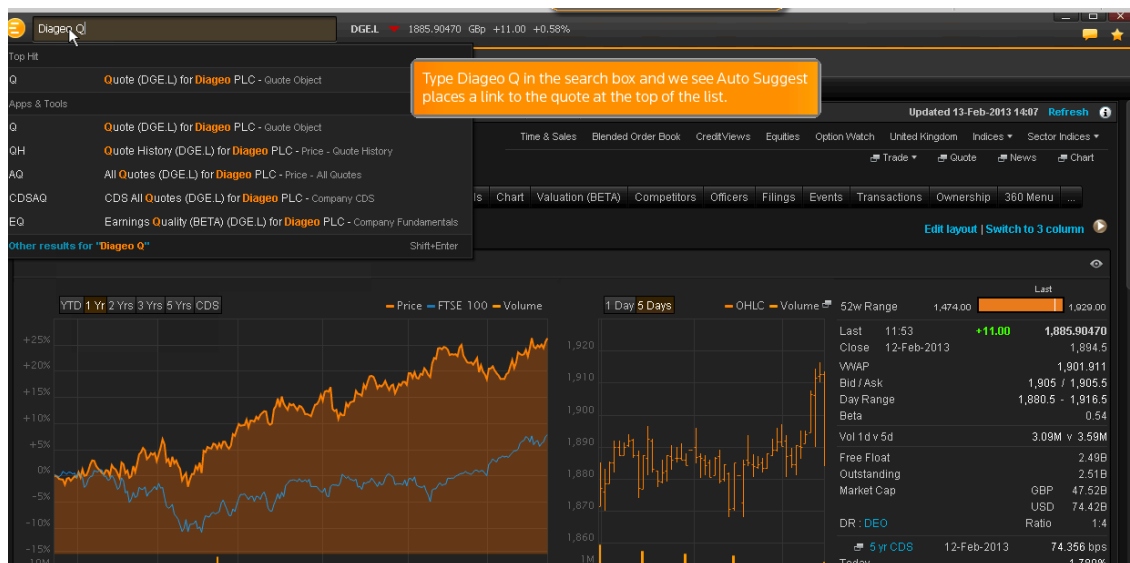 Diageo Q
DGE.L 1885.90470 GBp +11.00 +0.58%
Top Hit
Q Quote (DGE.L) for Diageo PLC - Quote Object
Apps & Tools
Q Quote (DGE.L) for Diageo PLC - Quote Object
QH Quote History (DGE.L) for Diageo PLC - Price - Quote History
AQ All Quotes (DGE.L) for Diageo PLC - Price - All Quotes
CDSAQ CDS All Quotes (DGE.L) for Diageo PLC - Company CDS
EQ Earnings Quality (BETA) (DGE.L) for Diageo PLC - Company Fundamentals
Other results for "Diageo Q" Shift+Enter
Type Diageo Q in the search box and we see Auto Suggest
places a link to the quote at the top of the list.
Updated 13-Feb-2013 14:07 Refresh
Time & Sales Blended Order Book CreditViews Equities Option Watch United Kingdom Indices Sector Indices
Trade Quote News Chart
ls Chart Valuation (BETA) Competitors Officers Filings Events Transactions Ownership 360 Menu ...
Edit layout | Switch to 3 column
YTD 1 Yr 2 Yrs 3 Yrs 5 Yrs CDS
Price FTSE 100 Volume
+25%
+20%
+15%
+10%
+5%
0%
-5%
-10%
-15%
10M
1 Day 5 Days
OHLC Volume
1,920
1,910
1,900
1,890
1,880
1,870
1,860
1M
Last
52w Range 1,474.00 1,929.00
Last 11:53 +11.00 1,885.90470
Close 12-Feb-2013 1,894.5
VWAP 1,901.911
Bid / Ask 1,905 / 1,905.5
Day Range 1,880.5 - 1,916.5
Beta 0.54
Vol 1d v 5d 3.09M v 3.59M
Free Float 2.49B
Outstanding 2.51B
Market Cap GBP 47.52B
USD 74.42B
DR : DEO Ratio 1:4
5 yr CDS 12-Feb-2013 74.356 bps
Today 1.780%